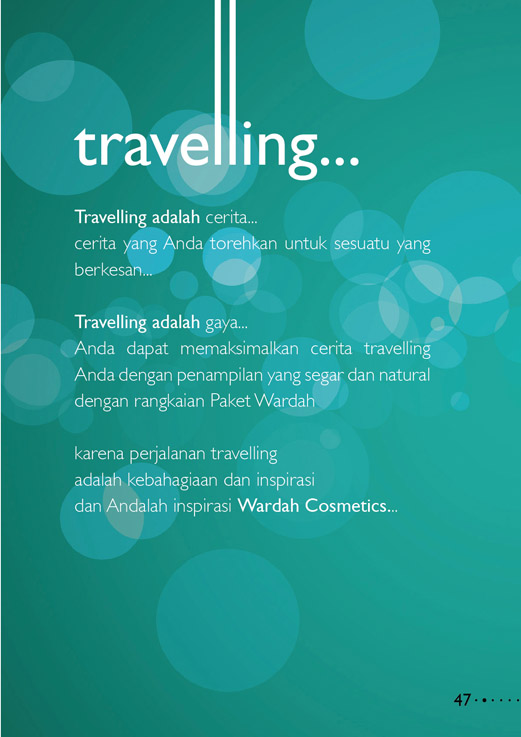 travelling...
Travelling adalah cerita...
cerita yang Anda torehkan untuk sesuatu yang
berkesan...
Travelling adalah gaya...
Anda dapat memaksimalkan cerita travelling
Anda dengan penampilan yang segar dan natural
dengan rangkaian Paket Wardah
karena perjalanan travelling
adalah kebahagiaan dan inspirasi
dan Andalah inspirasi Wardah Cosmetics...
47